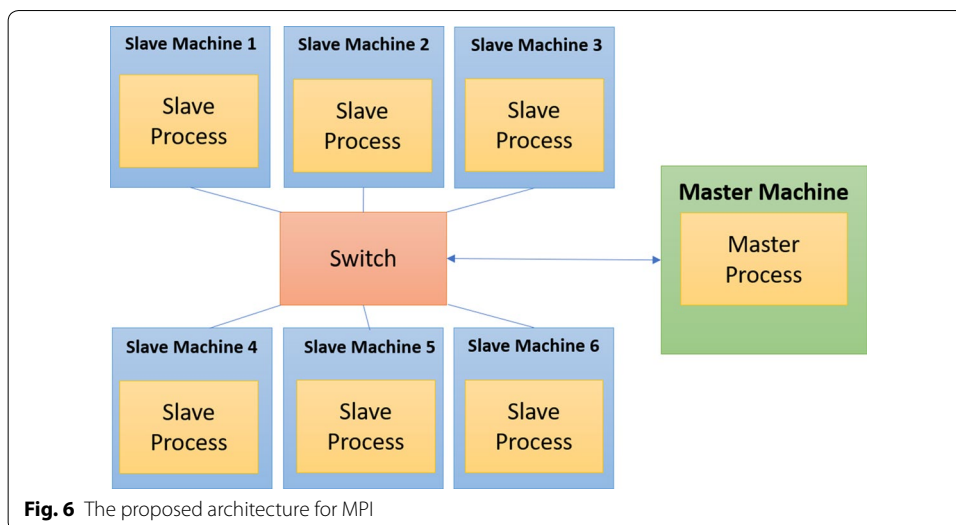 Slave Machine 1
Slave Process
Slave Machine 2
Slave Process
Slave Machine 3
Slave Process
Switch
Master Machine
Master Process
Slave Machine 4
Slave Process
Slave Machine 5
Slave Process
Slave Machine 6
Slave Process
Fig. 6 The proposed architecture for MPI